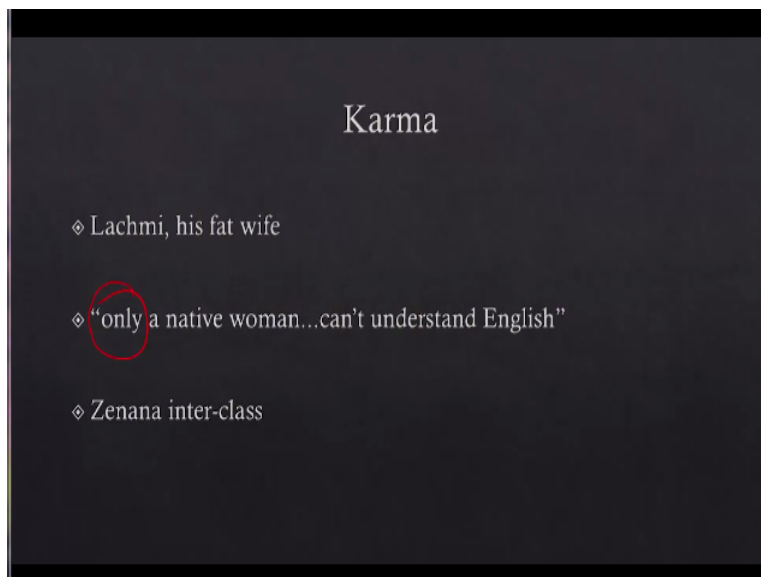 Karma
Lachmi, his fat wife
“only a native woman...can’t understand English”
Zenana inter-class